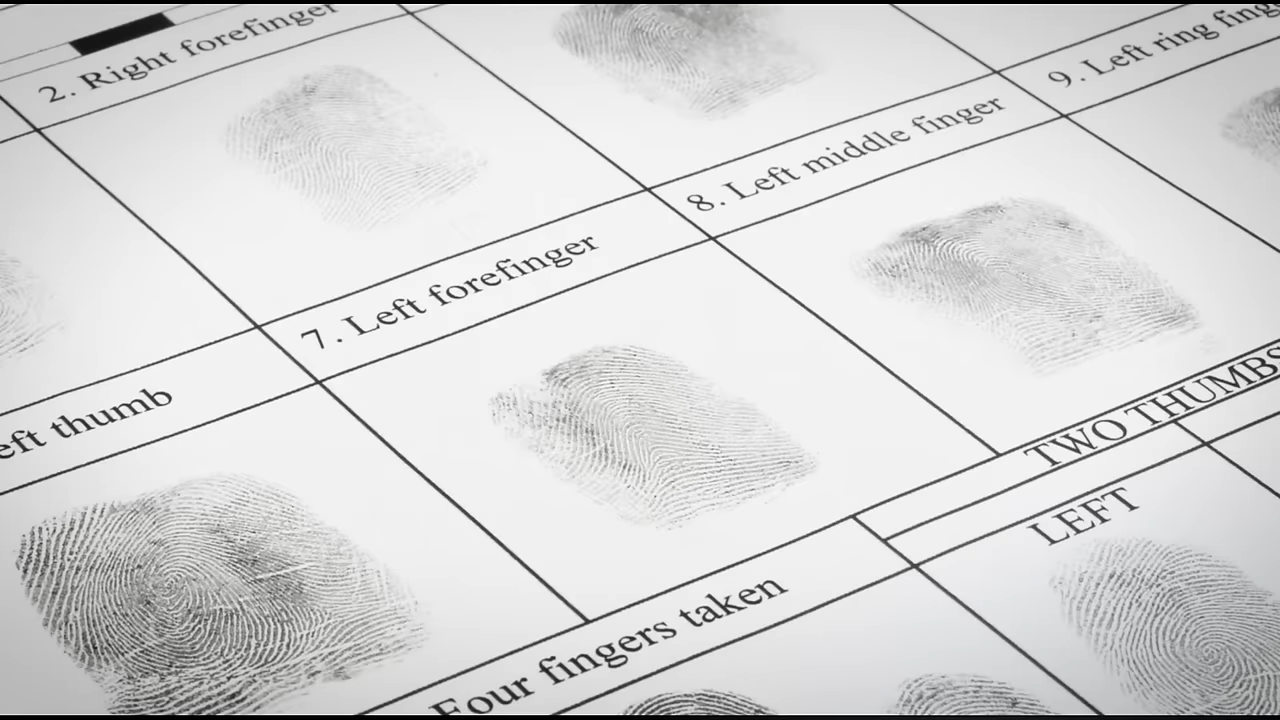 2. Right forefinger
9. Left ring fing
8. Left middle finger
7. Left forefinger
eft thumb
TWO THUMBS
LEFT
Four fingers taken